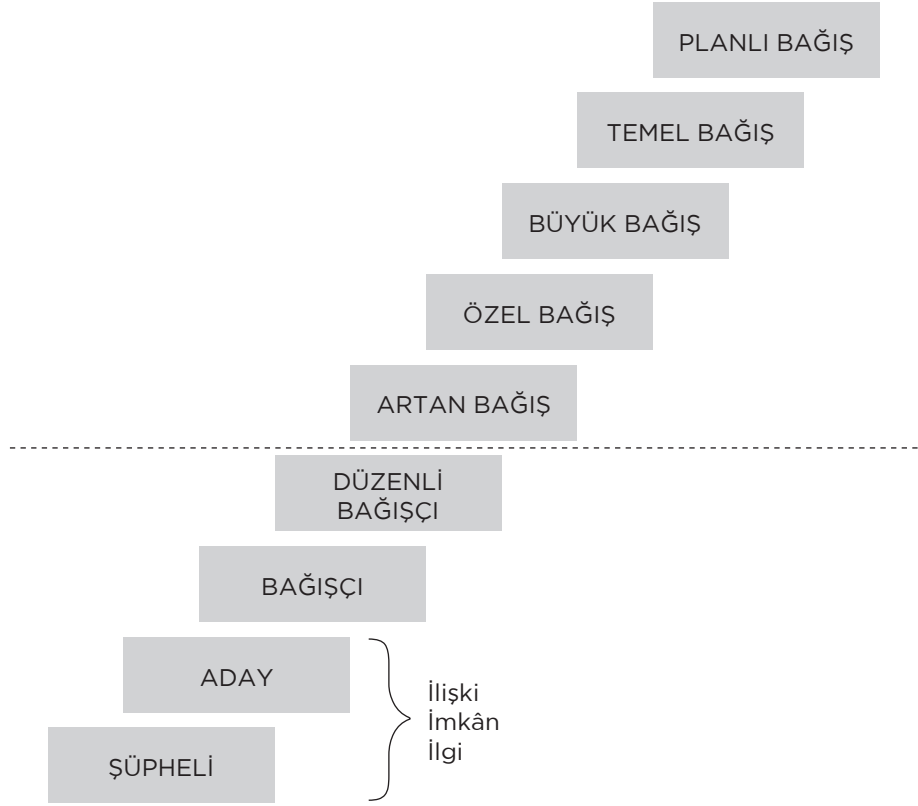 PLANLI BAĞIŞ
TEMEL BAĞIŞ
BÜYÜK BAĞIŞ
ÖZEL BAĞIŞ
ARTAN BAĞIŞ
DÜZENLİ
BAĞIŞÇI
BAĞIŞÇI
ADAY
İlişki
İmkân
İlgi
ŞÜPHELİ